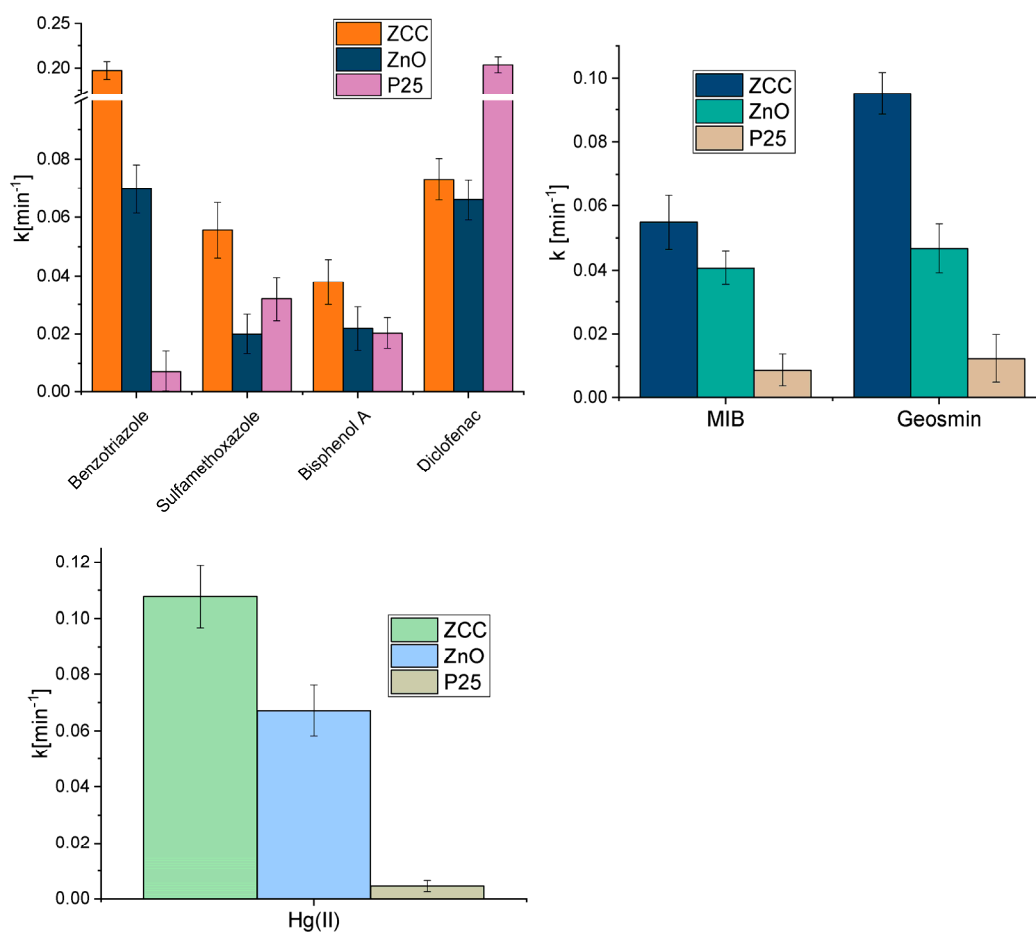 0.25
0.20
0.08
0.06
0.04
0.02
0.00
k[min-1]
ZCC
ZnO
P25
Benzotriazole
Sulfamethoxazole
Bisphenol A
Diclofenac
0.10
0.08
0.06
0.04
0.02
0.00
k [min-1]
ZCC
ZnO
P25
MIB
Geosmin
0.12
0.10
0.08
0.06
0.04
0.02
0.00
k[min-1]
ZCC
ZnO
P25
Hg(II)